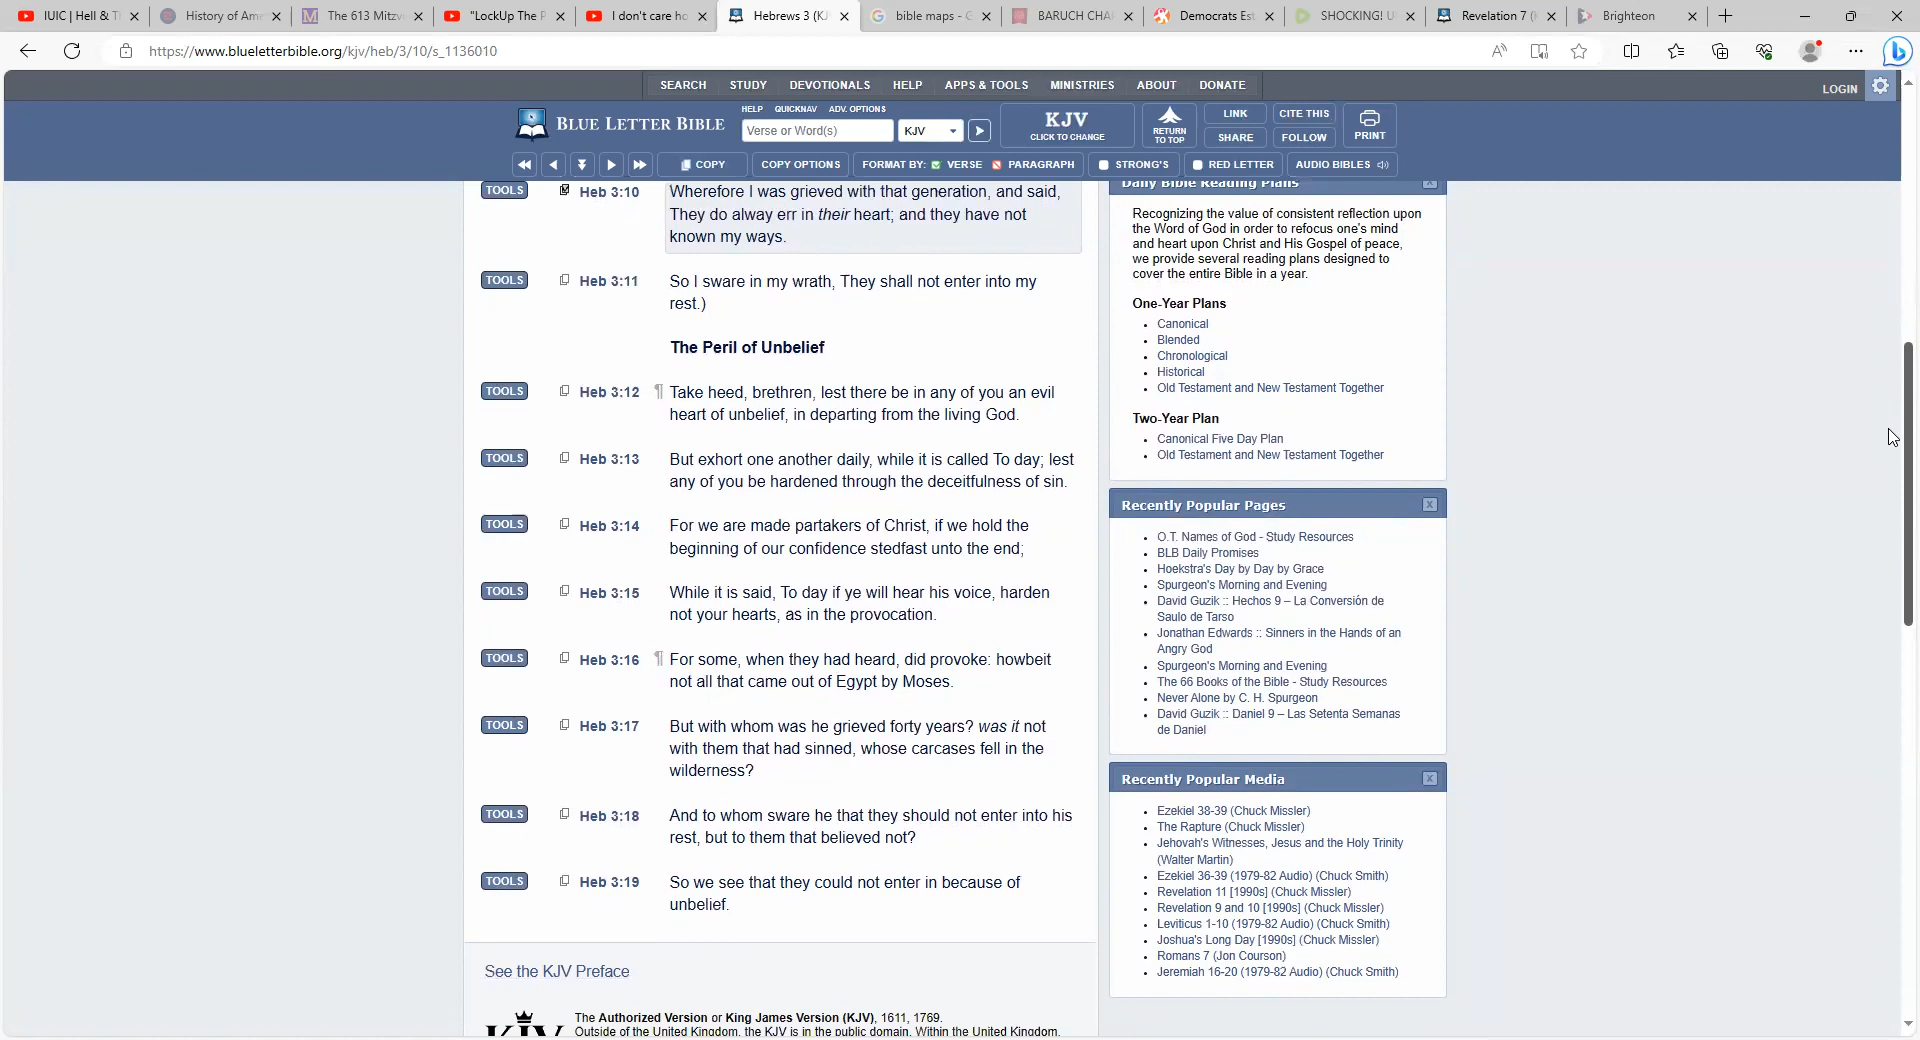 IUIC | Hell & T
History of Ame
The 613 Mitzv
"LockUp The P
I don't care ho
Hebrews 3 (KJ
bible maps - G
BARUCH CHA
Democrats Est
SHOCKING! U
Revelation 7 (
Brighteon
https://www.blueletterbible.org/kjv/heb/3/10/s_1136010
SEARCH STUDY DEVOTIONALS HELP APPS & TOOLS MINISTRIES ABOUT DONATE
LOGIN
BLUE LETTER BIBLE
HELP QUICKNAV ADV. OPTIONS
Verse or Word(s)
KJV
KJV
CLICK TO CHANGE
RETURN
TO TOP
LINK
CITE THIS
SHARE
FOLLOW
PRINT
COPY COPY OPTIONS FORMAT BY: VERSE PARAGRAPH STRONG'S RED LETTER AUDIO BIBLES
TOOLS Heb 3:10 Wherefore I was grieved with that generation, and said,
They do alway err in their heart; and they have not
known my ways.
TOOLS Heb 3:11 So I sware in my wrath, They shall not enter into my
rest.)
The Peril of Unbelief
TOOLS Heb 3:12 ¶ Take heed, brethren, lest there be in any of you an evil
heart of unbelief, in departing from the living God.
TOOLS Heb 3:13 But exhort one another daily, while it is called To day; lest
any of you be hardened through the deceitfulness of sin.
TOOLS Heb 3:14 For we are made partakers of Christ, if we hold the
beginning of our confidence stedfast unto the end;
TOOLS Heb 3:15 While it is said, To day if ye will hear his voice, harden
not your hearts, as in the provocation.
TOOLS Heb 3:16 ¶ For some, when they had heard, did provoke: howbeit
not all that came out of Egypt by Moses.
TOOLS Heb 3:17 But with whom was he grieved forty years? was it not
with them that had sinned, whose carcases fell in the
wilderness?
TOOLS Heb 3:18 And to whom sware he that they should not enter into his
rest, but to them that believed not?
TOOLS Heb 3:19 So we see that they could not enter in because of
unbelief.
See the KJV Preface
KJV
The Authorized Version or King James Version (KJV), 1611, 1769.
Outside of the United Kingdom, the KJV is in the public domain. Within the United Kingdom,
Daily Bible Reading Plans
Recognizing the value of consistent reflection upon
the Word of God in order to refocus one's mind
and heart upon Christ and His Gospel of peace,
we provide several reading plans designed to
cover the entire Bible in a year.
One-Year Plans
Canonical
Blended
Chronological
Historical
Old Testament and New Testament Together
Two-Year Plan
Canonical Five Day Plan
Old Testament and New Testament Together
Recently Popular Pages
O.T. Names of God - Study Resources
BLB Daily Promises
Hoekstra's Day by Day by Grace
Spurgeon's Morning and Evening
David Guzik :: Hechos 9 – La Conversión de
Saulo de Tarso
Jonathan Edwards :: Sinners in the Hands of an
Angry God
Spurgeon's Morning and Evening
The 66 Books of the Bible - Study Resources
Never Alone by C. H. Spurgeon
David Guzik :: Daniel 9 – Las Setenta Semanas
de Daniel
Recently Popular Media
Ezekiel 38-39 (Chuck Missler)
The Rapture (Chuck Missler)
Jehovah's Witnesses, Jesus and the Holy Trinity
(Walter Martin)
Ezekiel 36-39 (1979-82 Audio) (Chuck Smith)
Revelation 11 [1990s] (Chuck Missler)
Revelation 9 and 10 [1990s] (Chuck Missler)
Leviticus 1-10 (1979-82 Audio) (Chuck Smith)
Joshua's Long Day [1990s] (Chuck Missler)
Romans 7 (Jon Courson)
Jeremiah 16-20 (1979-82 Audio) (Chuck Smith)